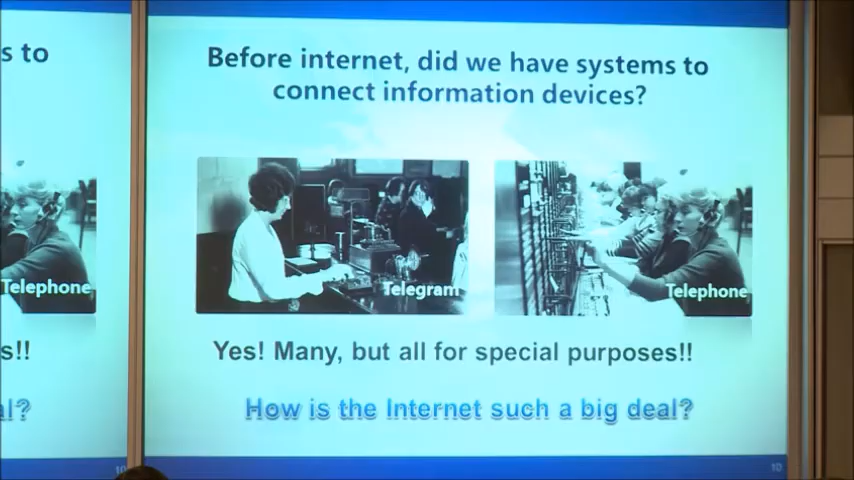 s to
Telephone
s!!
al?
10
Before internet, did we have systems to
connect information devices?
Telegram
Telephone
Yes! Many, but all for special purposes!!
How is the Internet such a big deal?
10